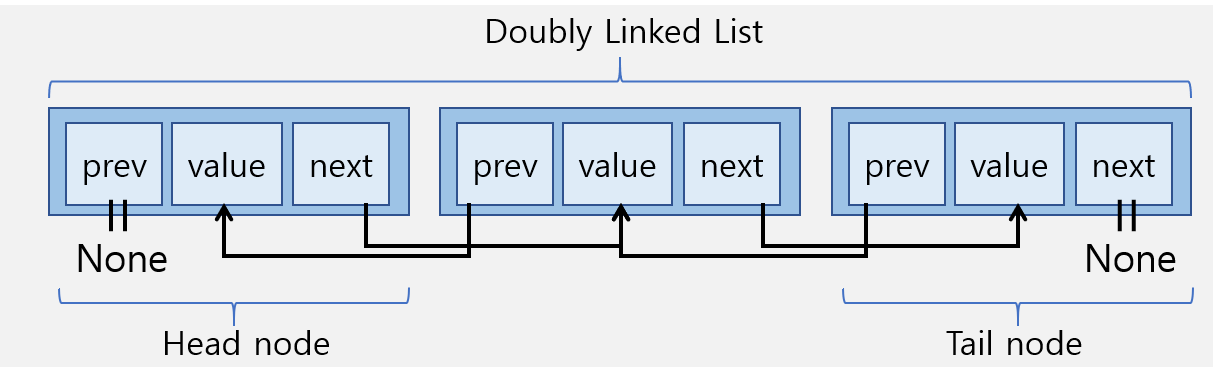 Doubly Linked List
prev value next prev value next prev value next
None None
Head node Tail node